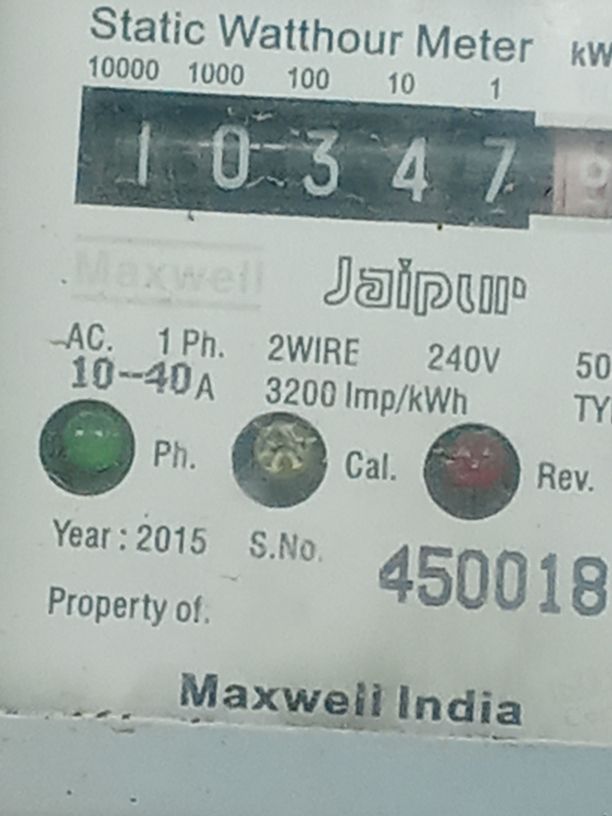 Static Watthour Meter kW
10000 1000 100 10 1
1 0 3 4 7 9
Maxwell Jaipur
AC. 1 Ph. 2WIRE 240V 50
10-40A 3200 Imp/kWh TY
Ph. Cal. Rev.
Year : 2015 S.No. 450018
Property of.
Maxwell India